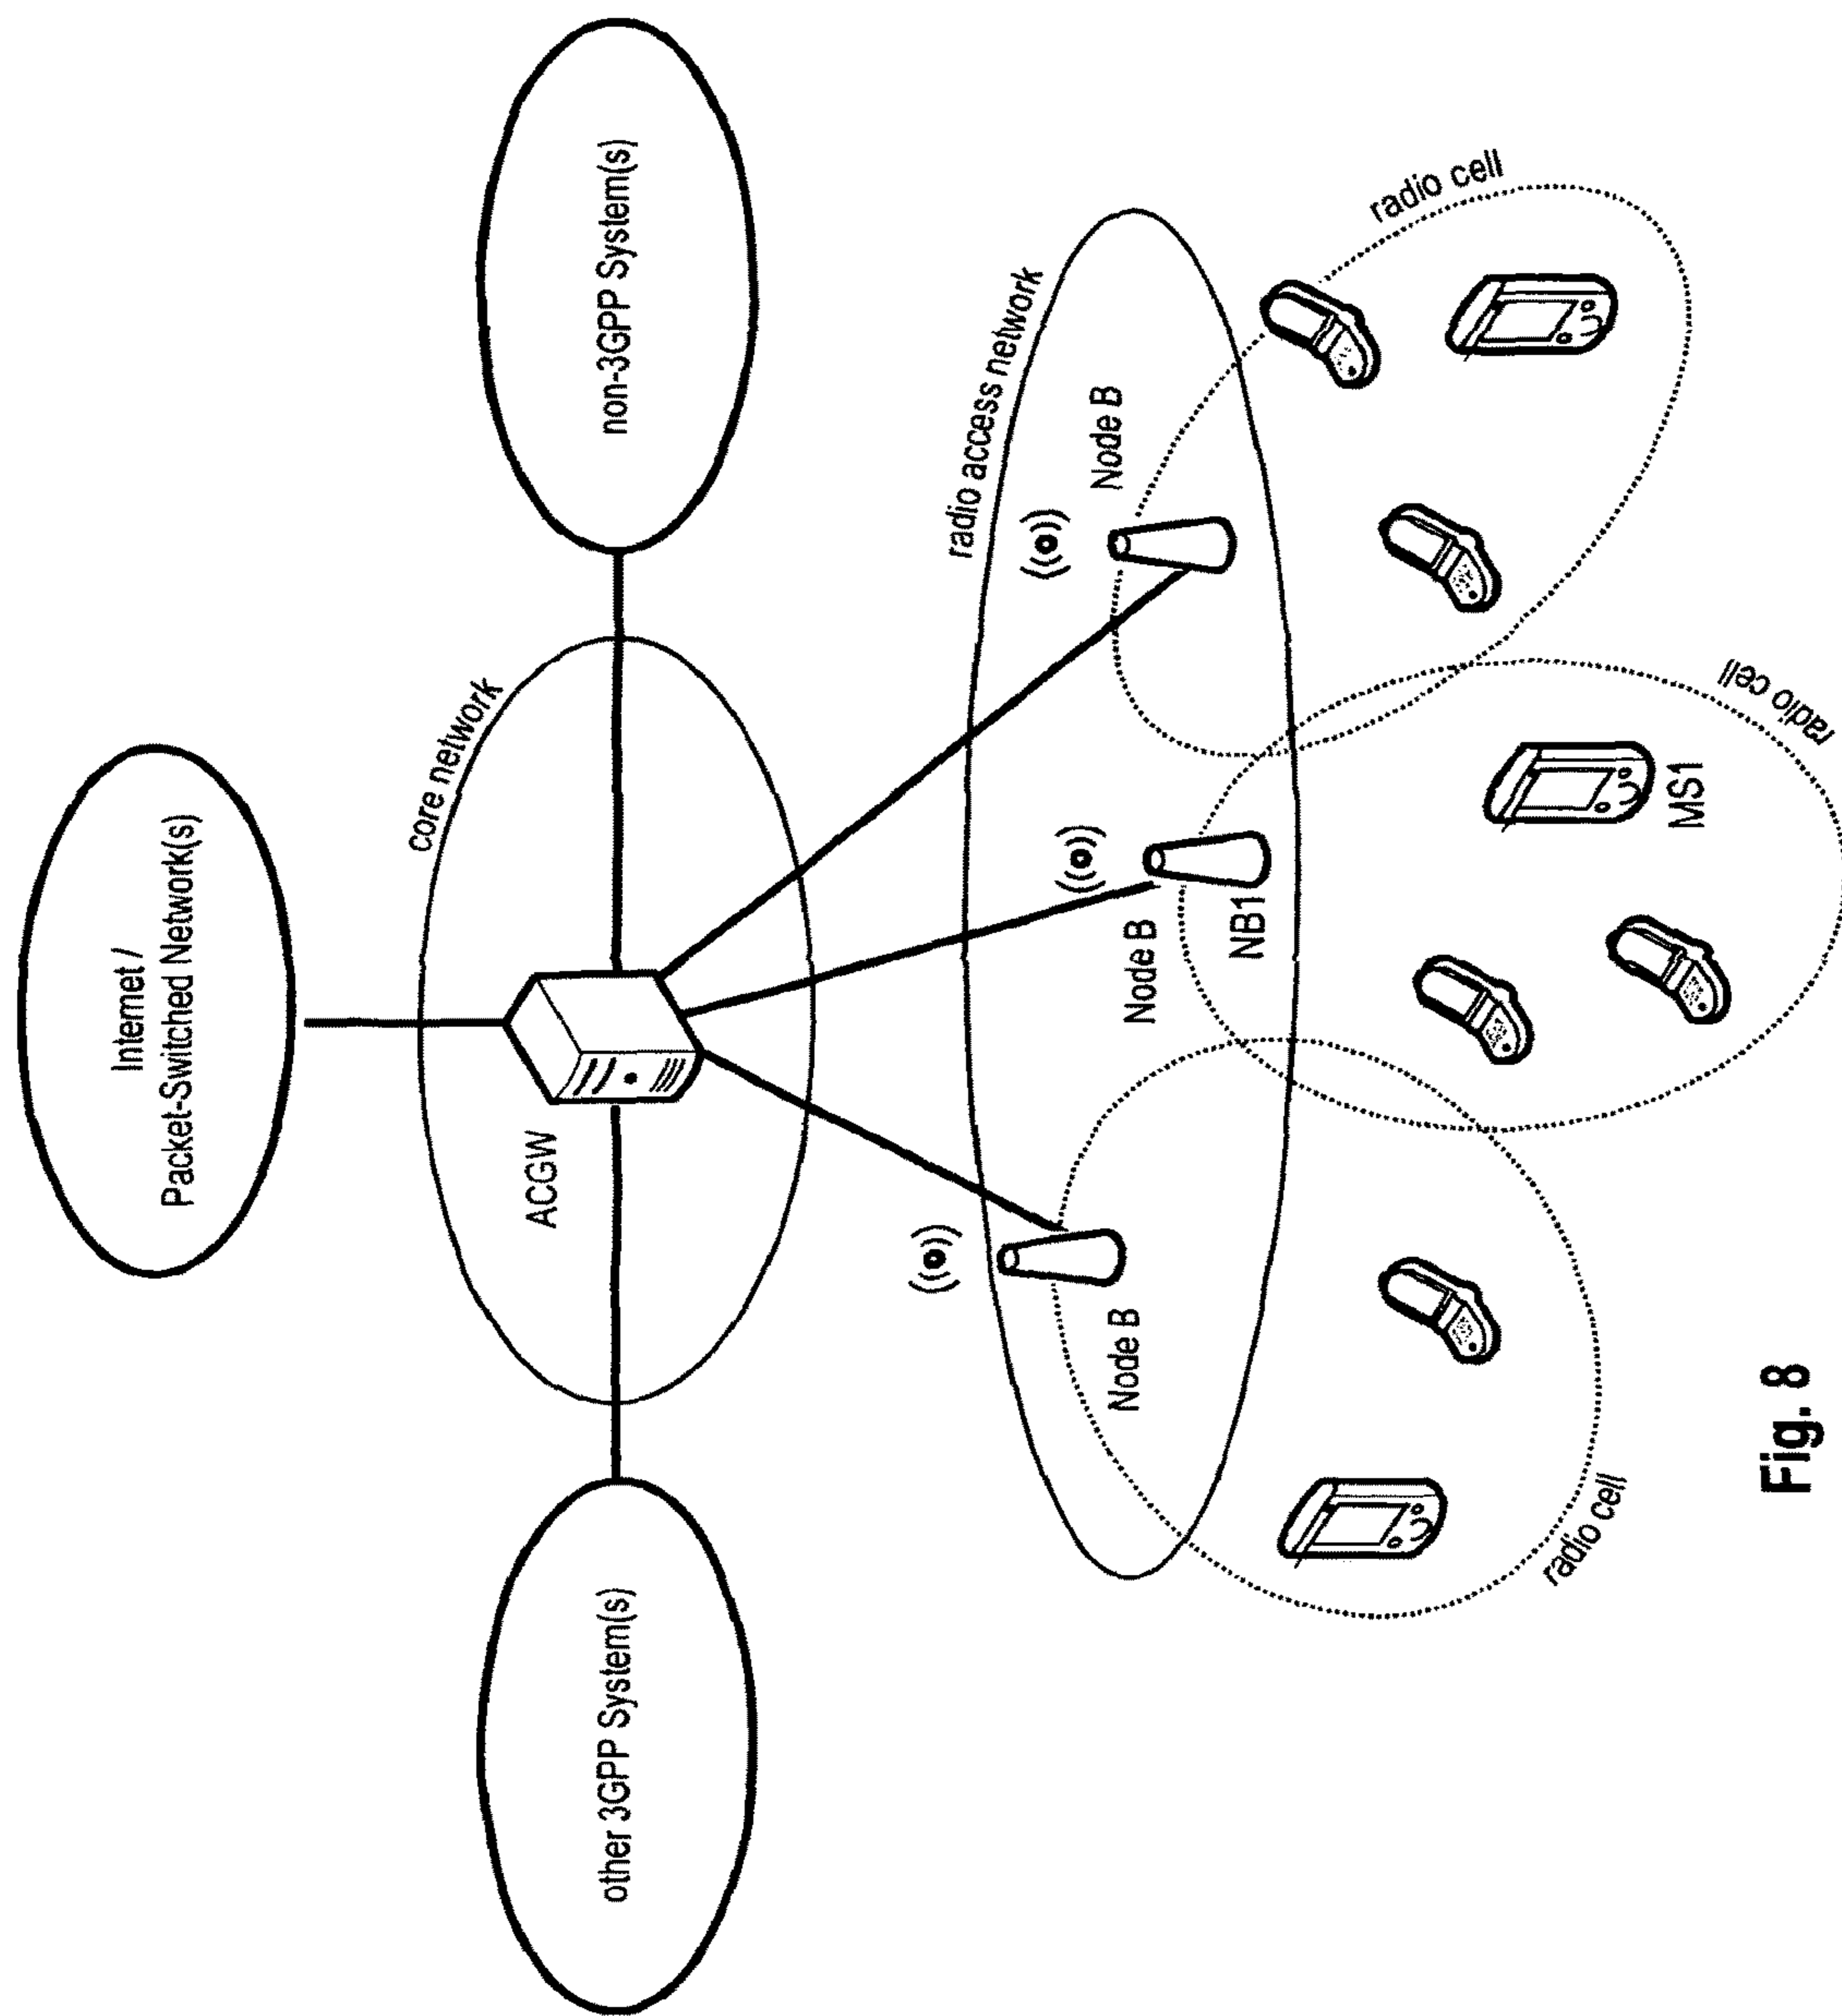 Internet /
Packet-Switched Network(s)
core network
ACGW
other 3GPP System(s)
non-3GPP System(s)
radio access network
Node B
Node B
NB1
Node B
radio cell
MS1
radio cell
radio cell
Fig. 8